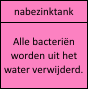 nabezinktank
Alle bacteriën
worden uit het
water verwijderd.